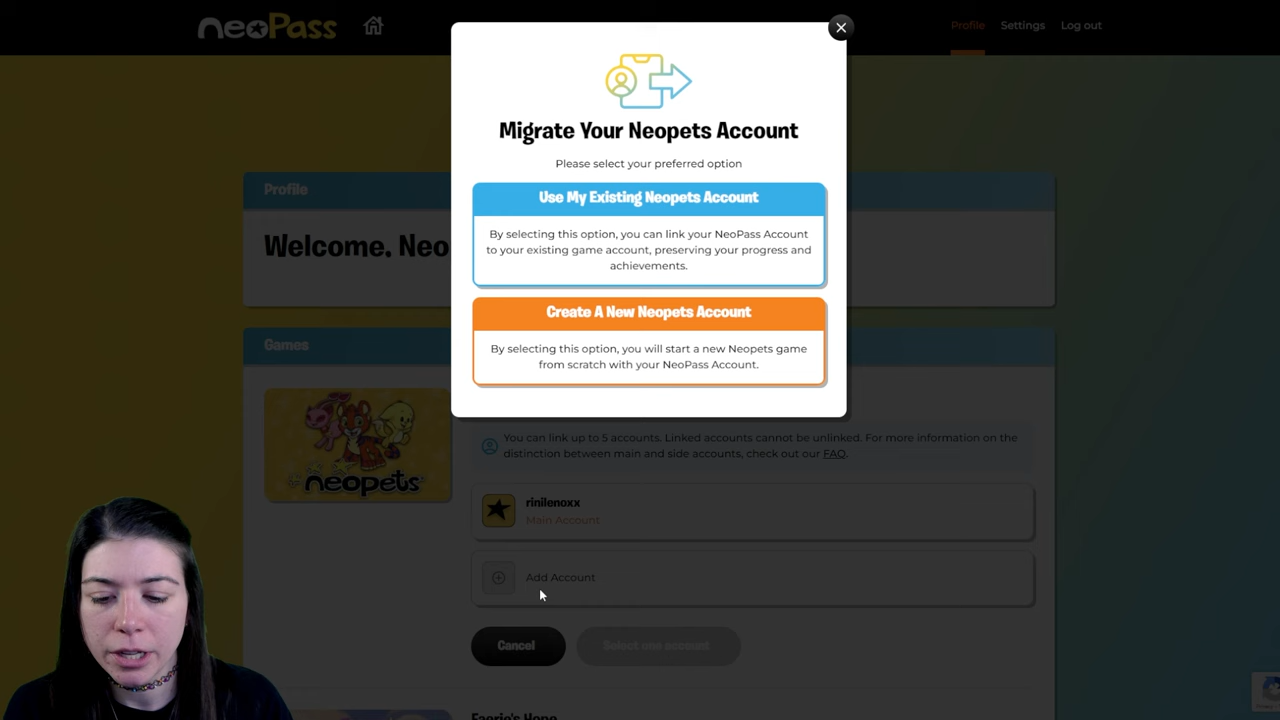 neoPass
Profile
Settings
Log out
Migrate Your Neopets Account
Please select your preferred option
Use My Existing Neopets Account
By selecting this option, you can link your NeoPass Account
to your existing game account, preserving your progress and
achievements.
Create A New Neopets Account
By selecting this option, you will start a new Neopets game
from scratch with your NeoPass Account.
Profile
Welcome, Neo
Games
neopets
You can link up to 5 accounts. Linked accounts cannot be unlinked. For more information on the
distinction between main and side accounts, check out our FAQ.
rinilenoxx
Main Account
Add Account
Cancel
Select one account
Faerie's Hope